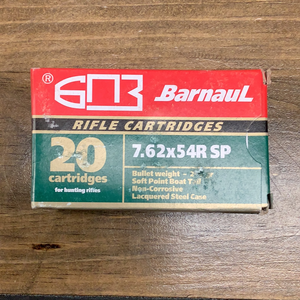 БПЗ® BARNAUL
RIFLE CARTRIDGES
20
cartridges
for hunting rifles
7.62x54R SP
Bullet weight - 2
Soft Point Boat
Non-Corrosive
Lacquered Steel Case